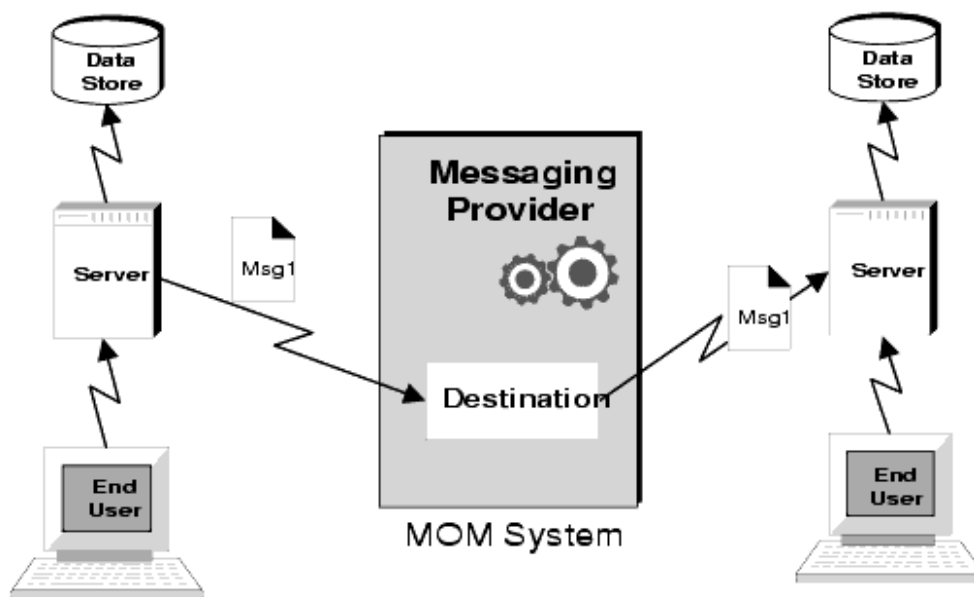 Data
Store
Data
Store
Messaging
Provider
Server
Msg1
Server
Msg1
Destination
End
User
End
User
MOM System